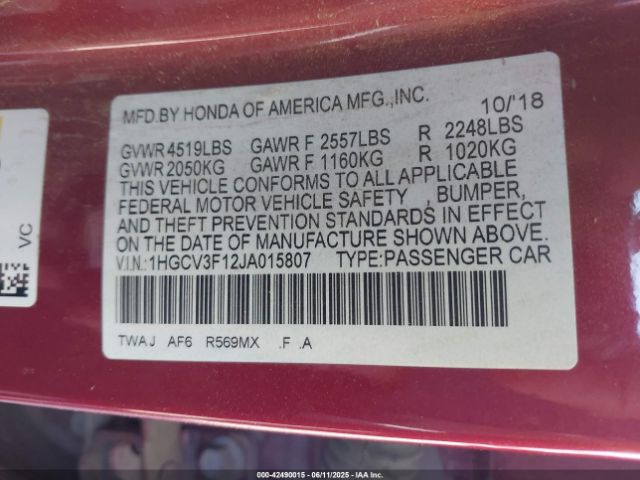 MFD.BY HONDA OF AMERICA MFG.,INC. 10/'18
GVWR 4519LBS GAWR F 2557LBS R 2248LBS
GVWR 2050KG GAWR F 1160KG R 1020KG
THIS VEHICLE CONFORMS TO ALL APPLICABLE
FEDERAL MOTOR VEHICLE SAFETY , BUMPER,
AND THEFT PREVENTION STANDARDS IN EFFECT
ON THE DATE OF MANUFACTURE SHOWN ABOVE.
V.I.N.: 1HGCV3F12JA015807 TYPE:PASSENGER CAR
TWAJ AF6 R569MX .F .A
VC
000-42490015 | 06/11/2025 - IAA Inc.